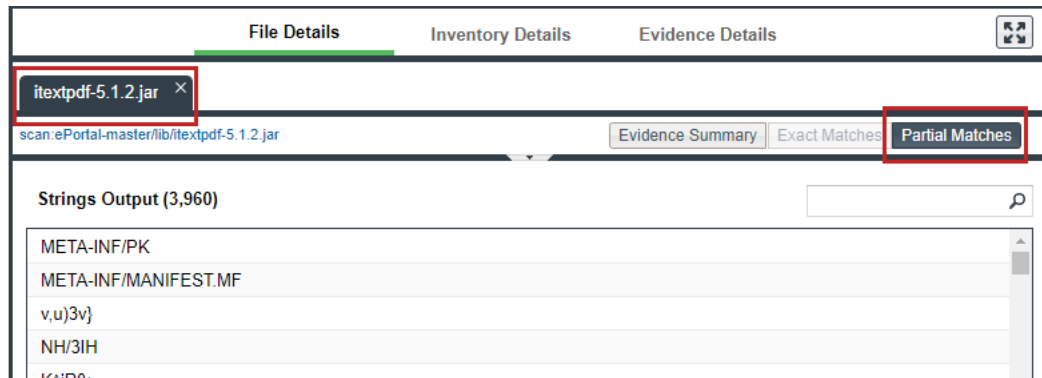 File Details Inventory Details Evidence Details
itextpdf-5.1.2.jar ×
scan:ePortal-master/lib/itextpdf-5.1.2.jar Evidence Summary Exact Matches Partial Matches
Strings Output (3,960)
META-INF/PK
META-INF/MANIFEST.MF
v,u)3v}
NH/3IH